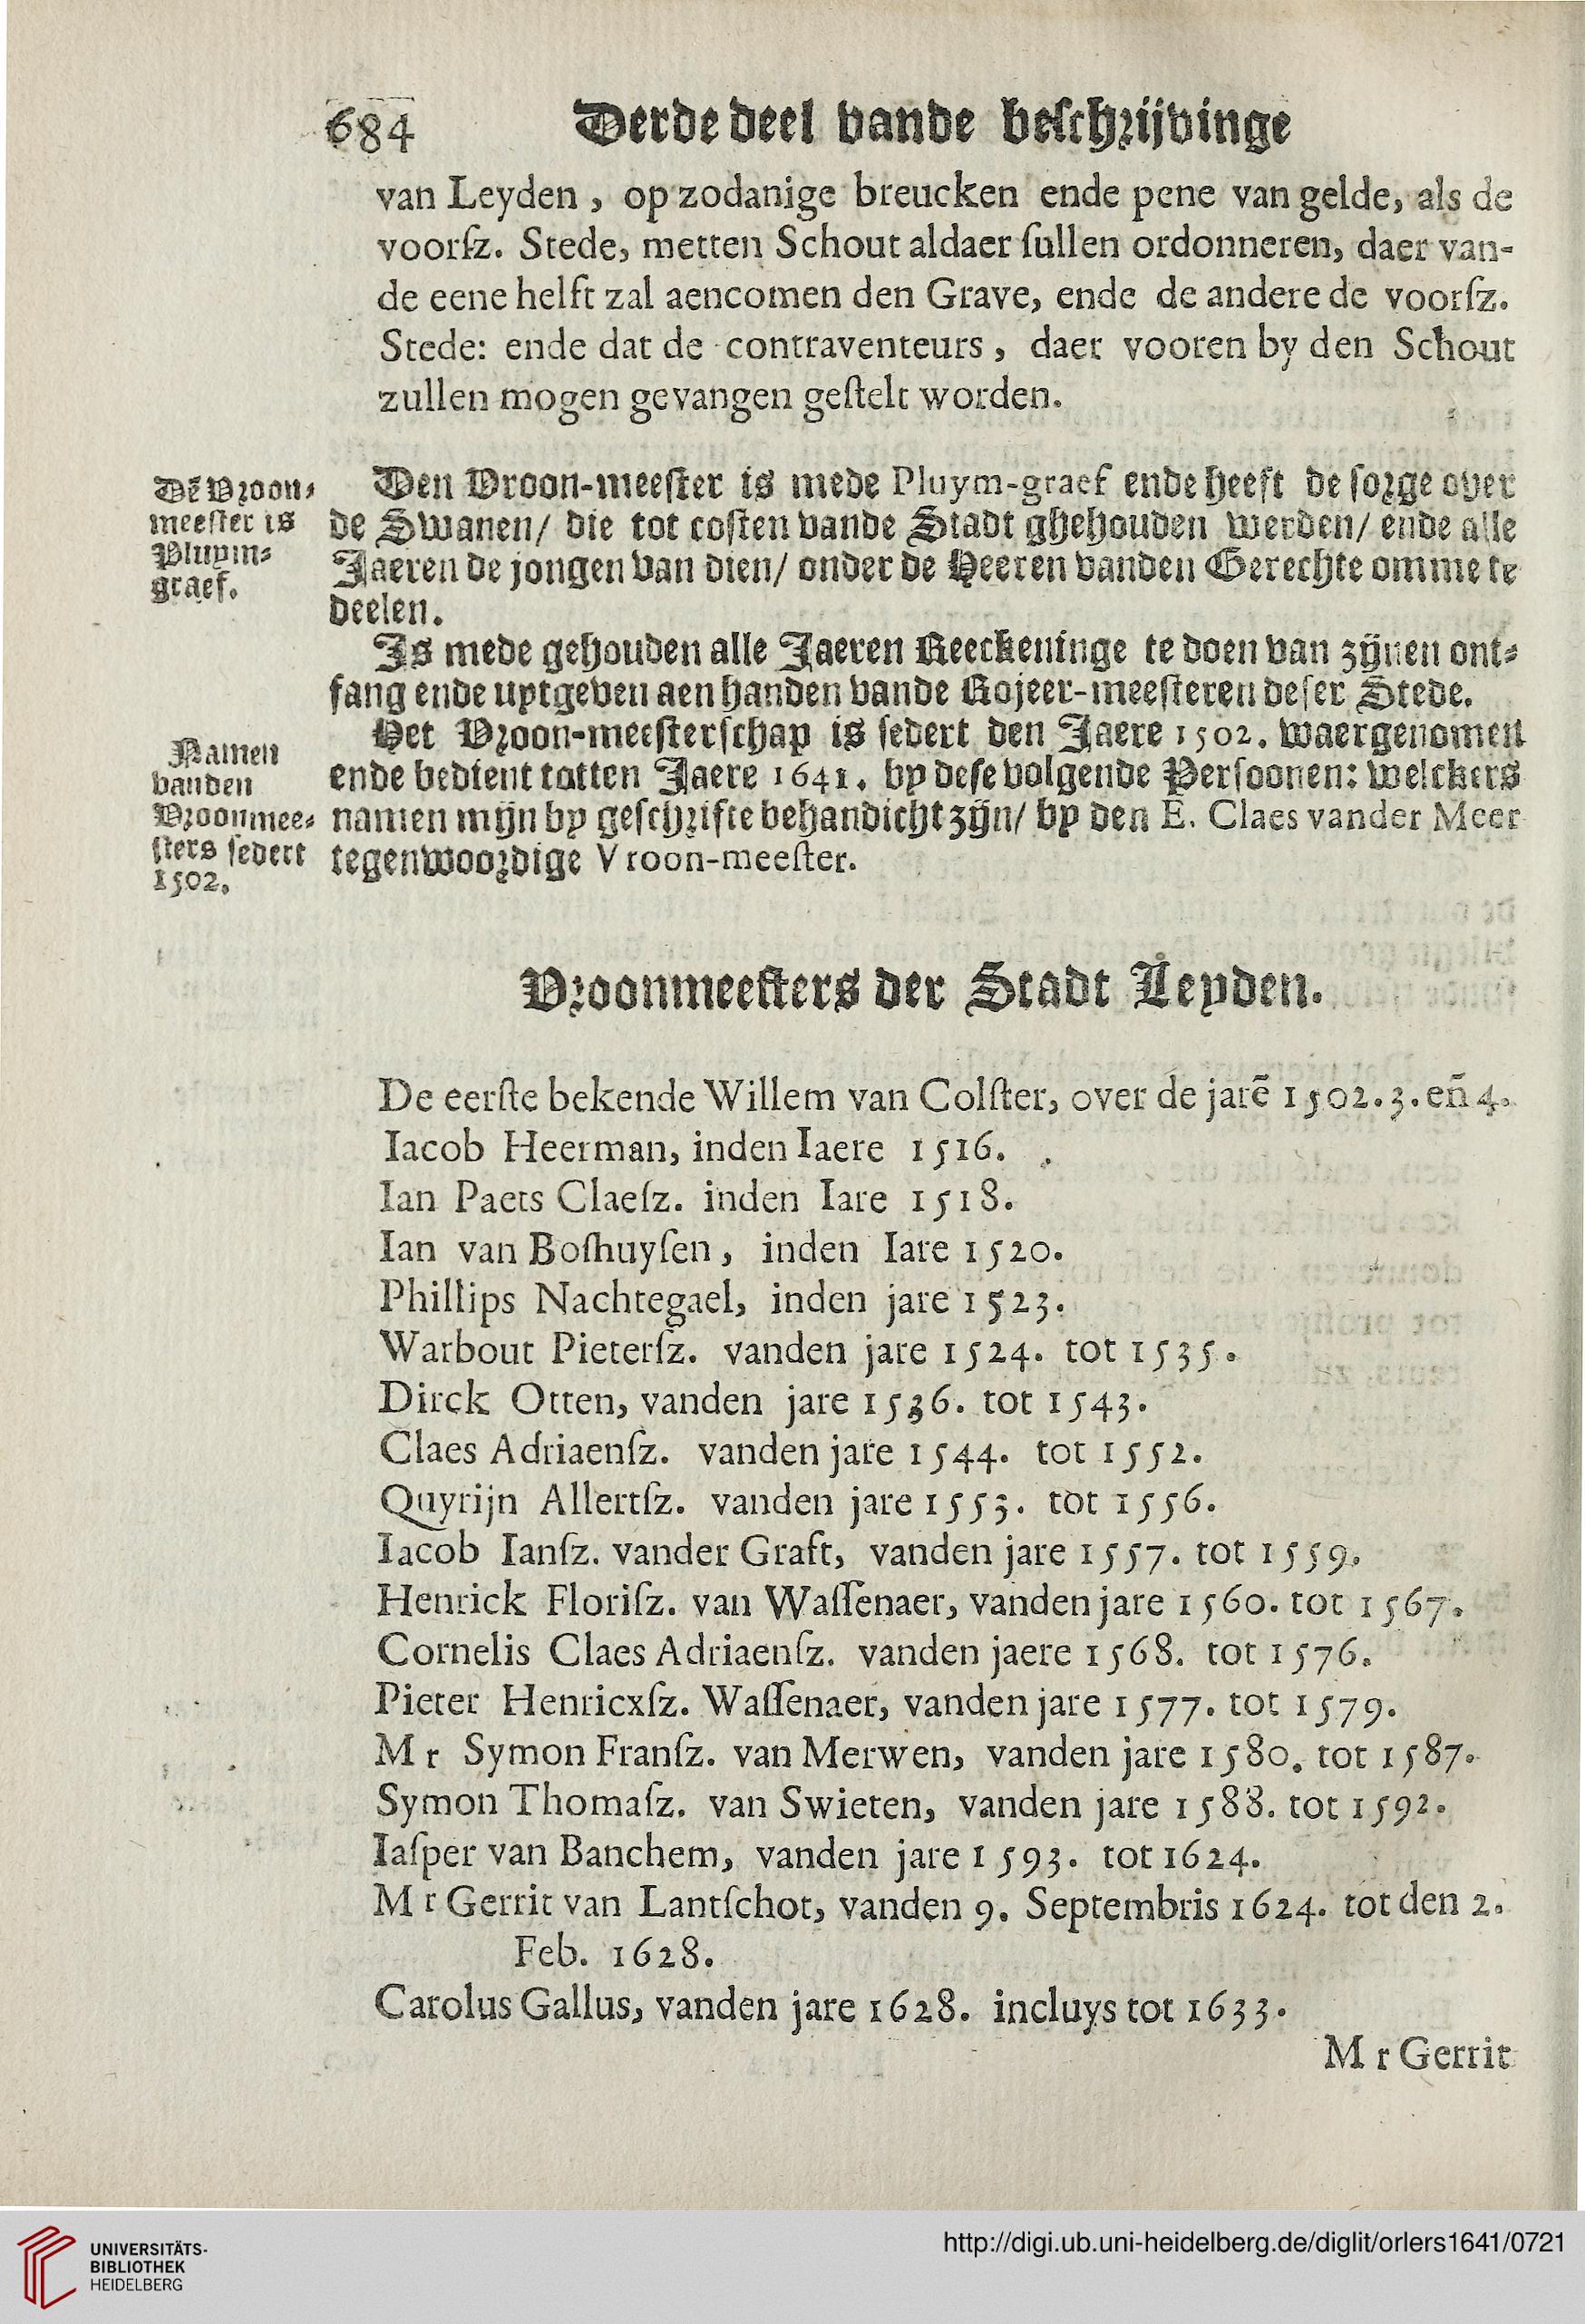 684 Derde deel vande beschrijvinge
van Leyden , op zodanige breucken ende pene van gelde, als de
voorſz. Stede, metten Schout aldaer ſullen ordonneren, daer van-
de eene helft zal aencomen den Grave, ende de andere de voorſz.
Stede: ende dat de contraventeurs , daer vooren by den Schout
zullen mogen gevangen geſtelt worden.
Dē Vroon-
meeſter is
Pluym-
graef.
Den Vroon-meeſter is mede Pluym-graef ende heeft de ſorge over
de Swanen/ die tot coſten vande Stadt ghehouden werden/ ende alle
Jaeren de jongen van dien/ onder de Heeren vanden Gerechte omme te
deelen.
Is mede gehouden alle Jaeren Reeckeninge te doen van zijnen ont-
fang ende uytgeven aen handen vande Rojeer-meeſteren deſer Stede.
Namen
vanden
Vroonmee-
ſters ſedert
1502.
Het Vroon-meeſterſchap is ſedert den Jaere 1502. waergenomen
ende bedient totten Jaere 1641. by deſe volgende Perſoonen: welckers
namen mijn by geſchrifte behandicht zijn/ by den E. Claes vander Meer
tegenwoordige Vroon-meeſter.
Vroonmeeſters der Stadt Leyden.
De eerſte bekende Willem van Colſter, over de jarē 1502.3. en̄ 4.
Iacob Heerman, inden Iaere 1516.
Ian Paets Claeſz. inden Iare 1518.
Ian van Boſhuyſen , inden Iare 1520.
Phillips Nachtegael, inden jare 1523.
Warbout Pieterſz. vanden jare 1524. tot 1535.
Dirck Otten, vanden jare 1536. tot 1543.
Claes Adriaenſz. vanden jare 1544. tot 1552.
Quyrijn Allertſz. vanden jare 1553. tot 1556.
Iacob Ianſz. vander Graft, vanden jare 1557. tot 1559.
Henrick Floriſz. van Waſſenaer, vanden jare 1560. tot 1567.
Cornelis Claes Adriaenſz. vanden jaere 1568. tot 1576.
Pieter Henricxſz. Waſſenaer, vanden jare 1577. tot 1579.
M r Symon Franſz. van Merwen, vanden jare 1580. tot 1587.
Symon Thomaſz. van Swieten, vanden jare 1588. tot 1592.
Iaſper van Banchem, vanden jare 1593. tot 1624.
M r Gerrit van Lantſchot, vanden 9. Septembris 1624. tot den 2.
Feb. 1628.
Carolus Gallus, vanden jare 1628. incluys tot 1633.
M r Gerrit
UNIVERSITÄTS-
BIBLIOTHEK
HEIDELBERG
http://digi.ub.uni-heidelberg.de/diglit/orlers1641/0721